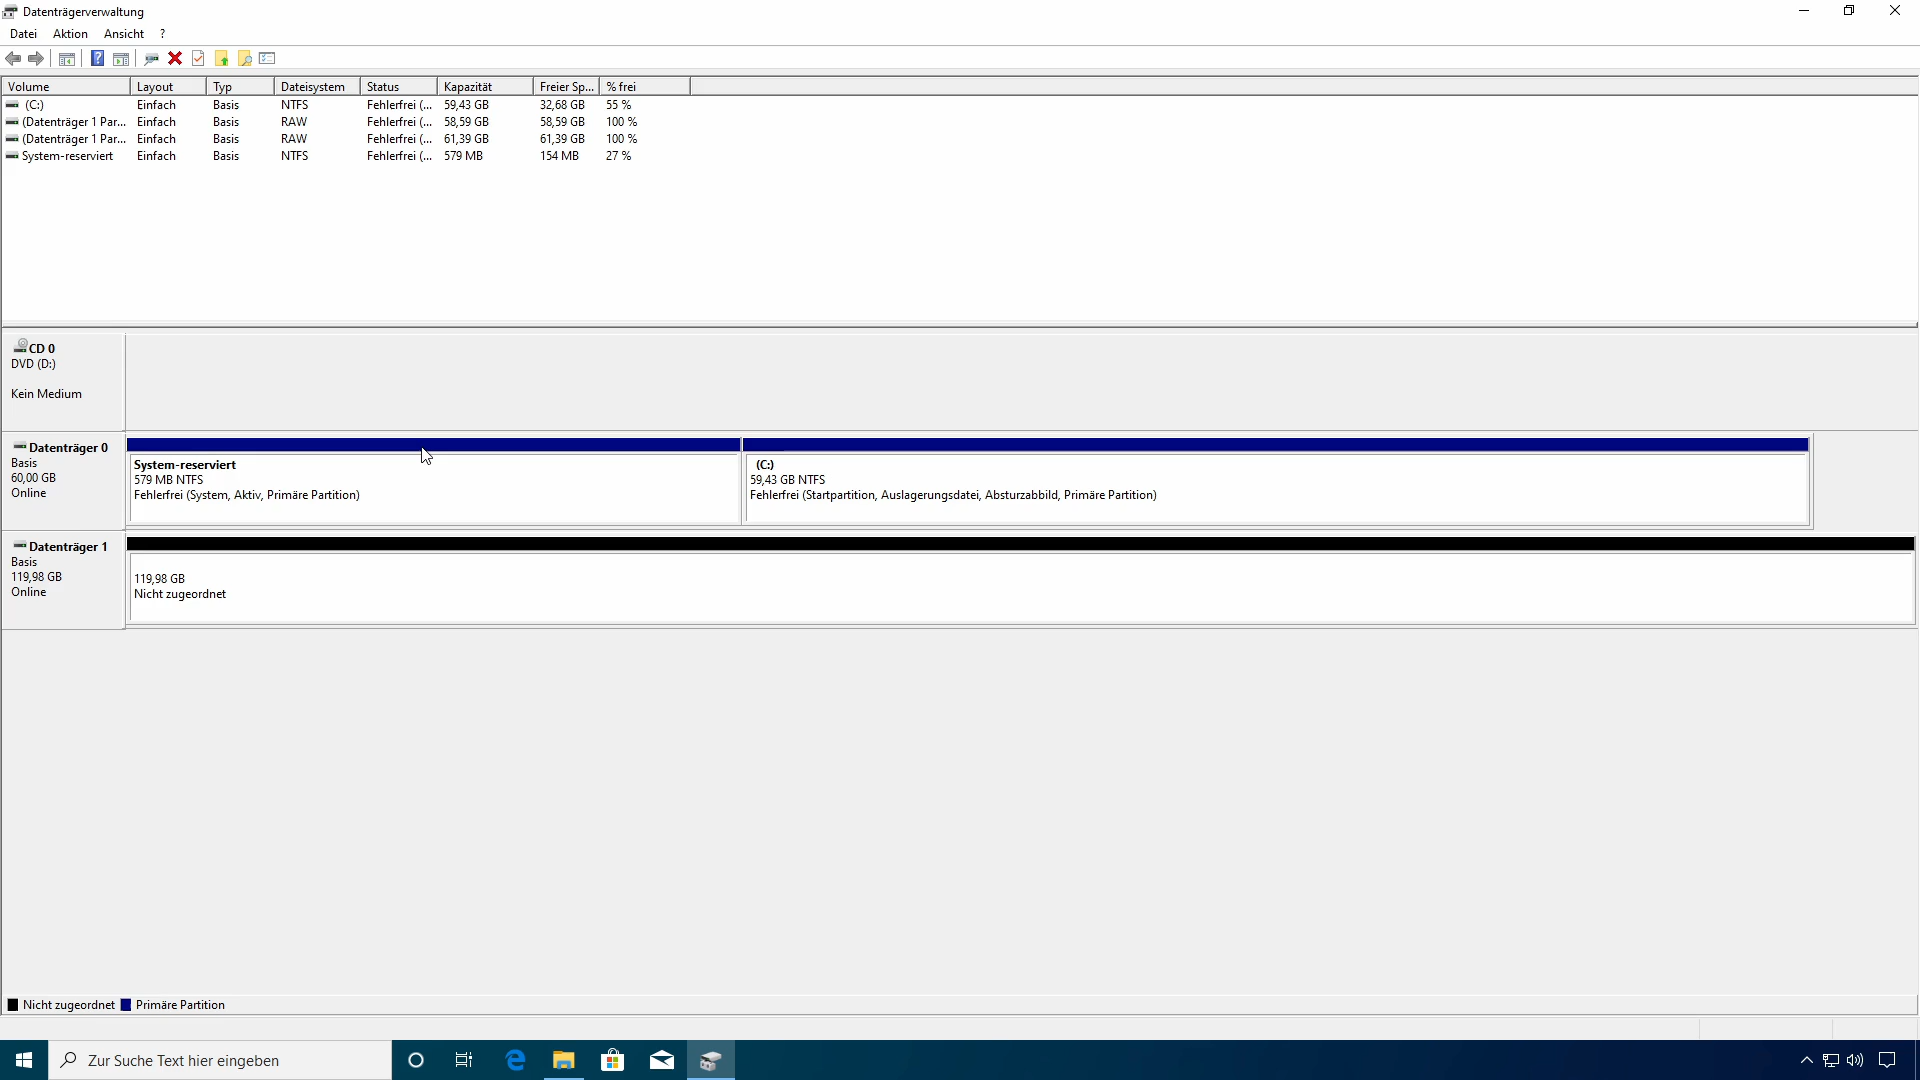 Datenträgerverwaltung
Datei Aktion Ansicht ?
Volume Layout Typ Dateisystem Status Kapazität Freier Sp... % frei
(C:) Einfach Basis NTFS Fehlerfrei (... 59,43 GB 32,68 GB 55 %
(Datenträger 1 Par... Einfach Basis RAW Fehlerfrei (... 58,59 GB 58,59 GB 100 %
(Datenträger 1 Par... Einfach Basis RAW Fehlerfrei (... 61,39 GB 61,39 GB 100 %
System-reserviert Einfach Basis NTFS Fehlerfrei (... 579 MB 154 MB 27 %
CD 0
DVD (D:)
Kein Medium
Datenträger 0
Basis
60,00 GB
Online
System-reserviert
579 MB NTFS
Fehlerfrei (System, Aktiv, Primäre Partition)
(C:)
59,43 GB NTFS
Fehlerfrei (Startpartition, Auslagerungsdatei, Absturzabbild, Primäre Partition)
Datenträger 1
Basis
119,98 GB
Online
119,98 GB
Nicht zugeordnet
Nicht zugeordnet Primäre Partition
Zur Suche Text hier eingeben